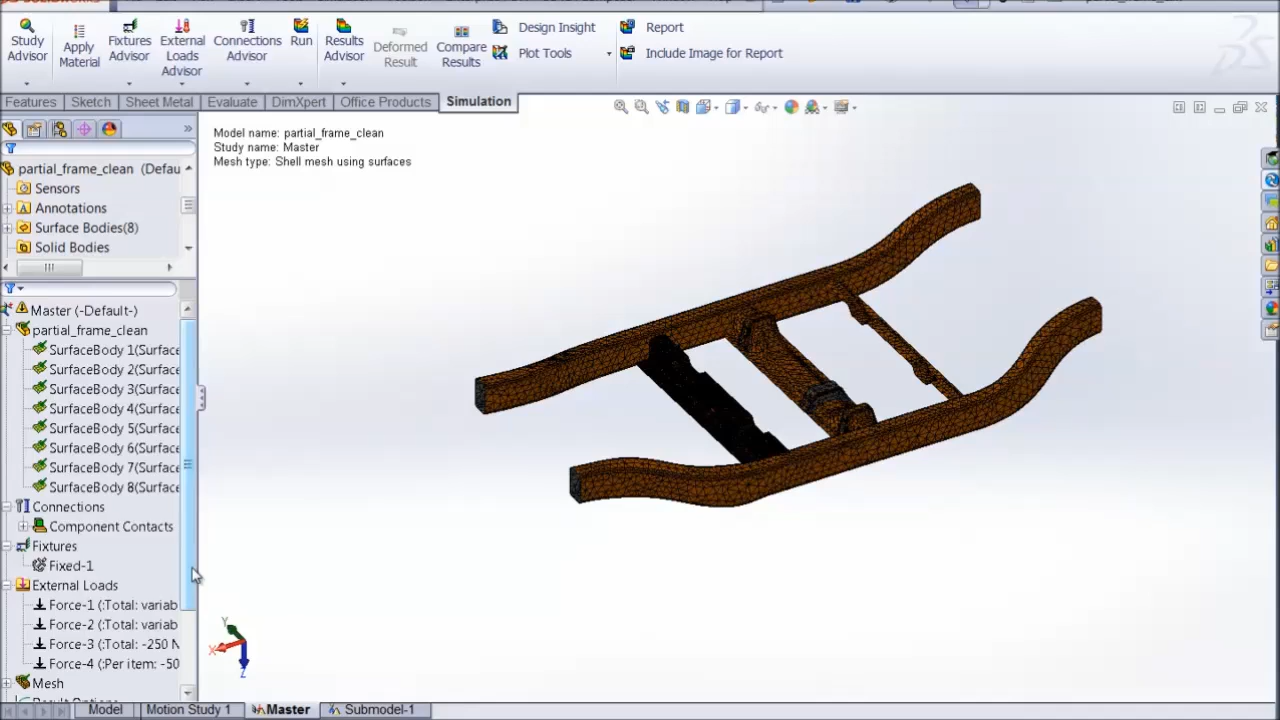 Study Advisor
Apply Material
Fixtures Advisor
External Loads Advisor
Connections Advisor
Run
Results Advisor
Deformed Result
Compare Results
Design Insight
Plot Tools
Report
Include Image for Report
Features
Sketch
Sheet Metal
Evaluate
DimXpert
Office Products
Simulation
Model name: partial_frame_clean
Study name: Master
Mesh type: Shell mesh using surfaces
partial_frame_clean (Defau
Sensors
Annotations
Surface Bodies(8)
Solid Bodies
Master (-Default-)
partial_frame_clean
SurfaceBody 1(Surface
SurfaceBody 2(Surface
SurfaceBody 3(Surface
SurfaceBody 4(Surface
SurfaceBody 5(Surface
SurfaceBody 6(Surface
SurfaceBody 7(Surface
SurfaceBody 8(Surface
Connections
Component Contacts
Fixtures
Fixed-1
External Loads
Force-1 (:Total: variab
Force-2 (:Total: variab
Force-3 (:Total: -250 N
Force-4 (:Per item: -50
Mesh
Y
X
Z
Model
Motion Study 1
Master
Submodel-1